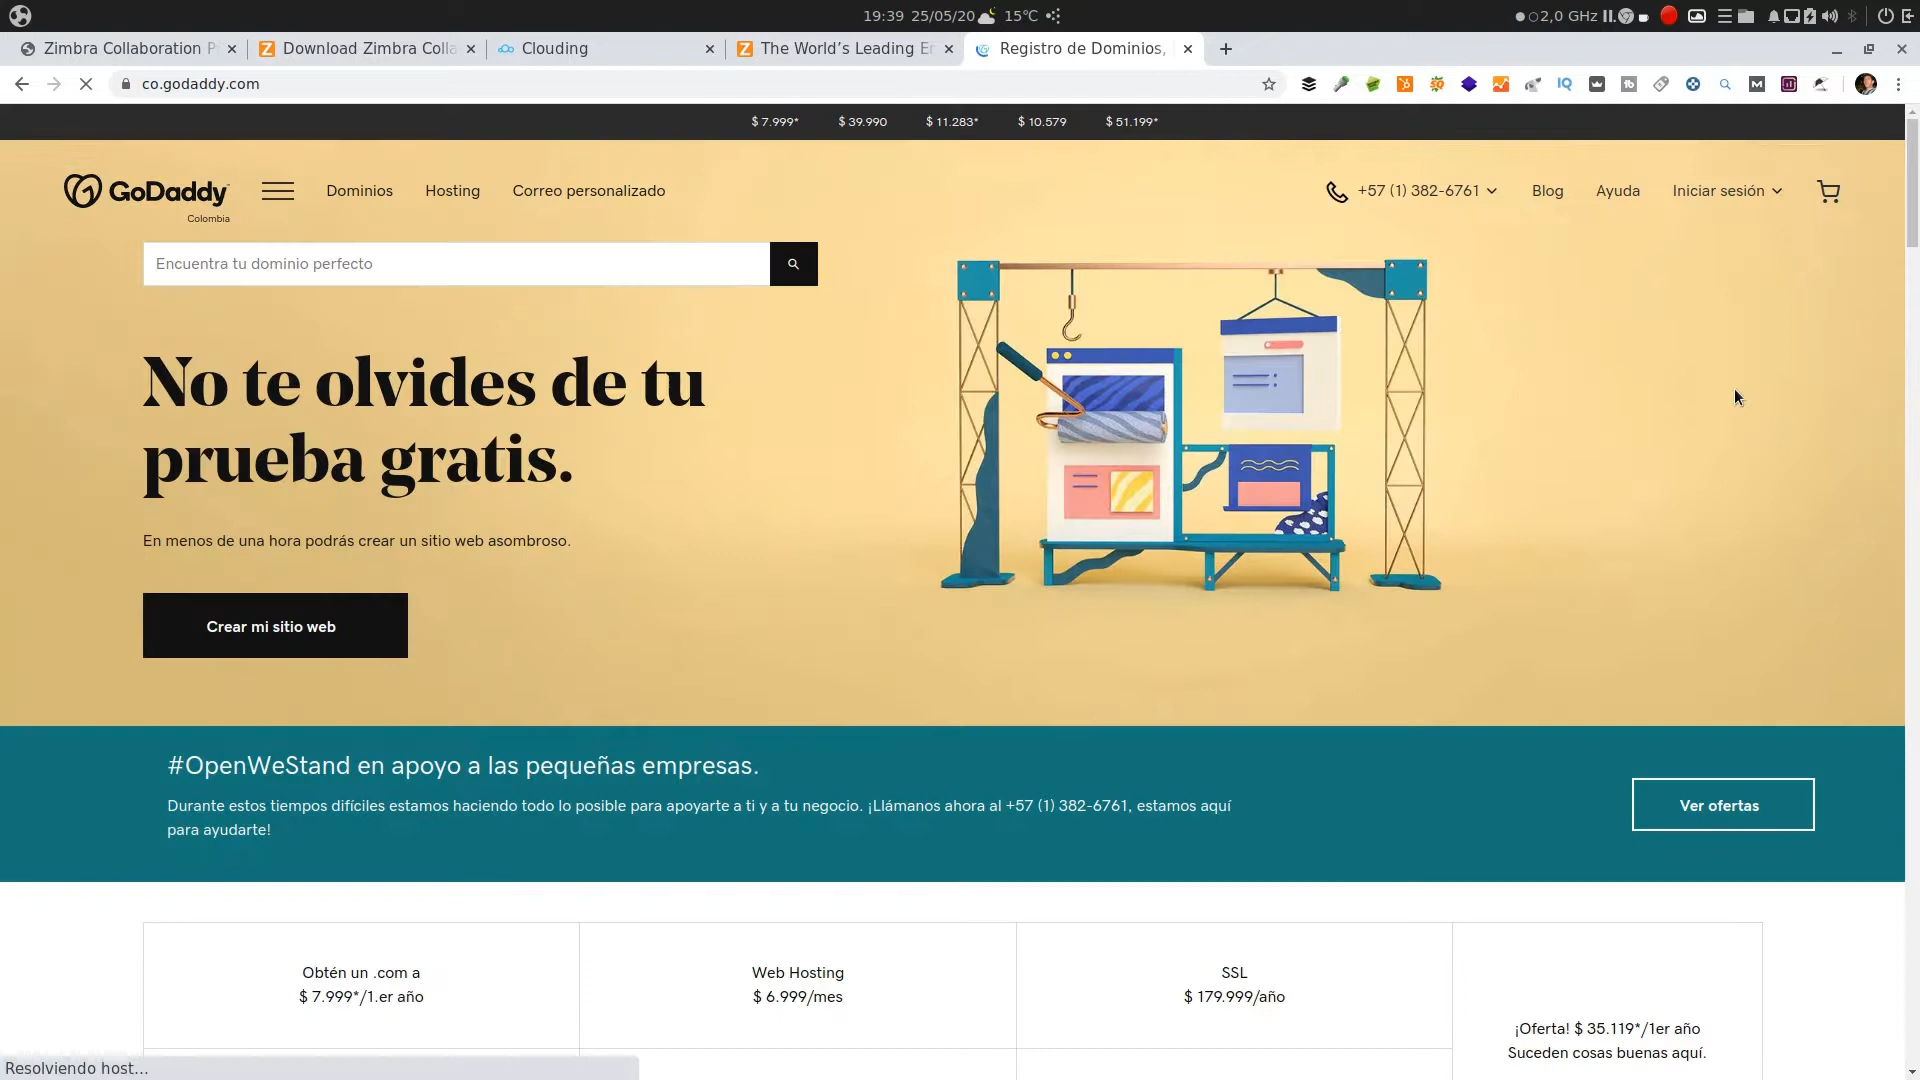 19:39 25/05/20 15°C 2,0 GHz
Zimbra Collaboration P
Download Zimbra Colla
Clouding
The World's Leading En
Registro de Dominios,
co.godaddy.com
$ 7.999* $ 39.990 $ 11.283* $ 10.579 $ 51.199*
GoDaddy
Colombia
Dominios Hosting Correo personalizado
+57 (1) 382-6761 Blog Ayuda Iniciar sesión
Encuentra tu dominio perfecto
No te olvides de tu
prueba gratis.
En menos de una hora podrás crear un sitio web asombroso.
Crear mi sitio web
#OpenWeStand en apoyo a las pequeñas empresas.
Durante estos tiempos difíciles estamos haciendo todo lo posible para apoyarte a ti y a tu negocio. ¡Llámanos ahora al +57 (1) 382-6761, estamos aquí
para ayudarte!
Ver ofertas
Obtén un .com a
$ 7.999*/1.er año
Web Hosting
$ 6.999/mes
SSL
$ 179.999/año
¡Oferta! $ 35.119*/1er año
Suceden cosas buenas aquí.
Resolviendo host...